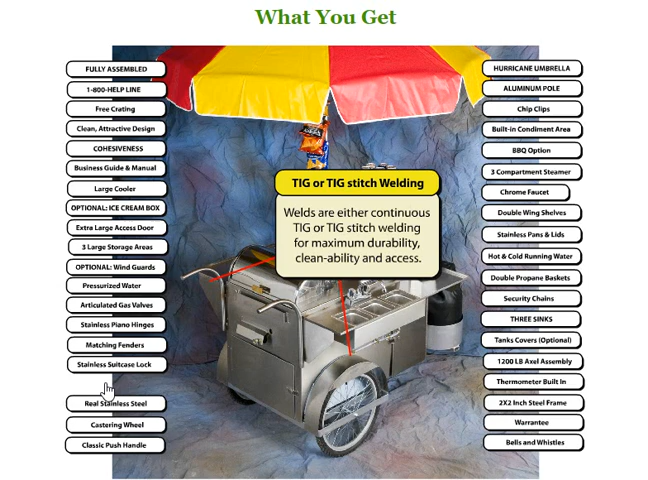 What You Get
FULLY ASSEMBLED
1-800-HELP LINE
Free Crating
Clean, Attractive Design
COHESIVENESS
Business Guide & Manual
Large Cooler
OPTIONAL: ICE CREAM BOX
Extra Large Access Door
3 Large Storage Areas
OPTIONAL: Wind Guards
Pressurized Water
Articulated Gas Valves
Stainless Piano Hinges
Matching Fenders
Stainless Suitcase Lock
Real Stainless Steel
Castering Wheel
Classic Push Handle
TIG or TIG stitch Welding
Welds are either continuous
TIG or TIG stitch welding
for maximum durability,
clean-ability and access.
HURRICANE UMBRELLA
ALUMINUM POLE
Chip Clips
Built-in Condiment Area
BBQ Option
3 Compartment Steamer
Chrome Faucet
Double Wing Shelves
Stainless Pans & Lids
Hot & Cold Running Water
Double Propane Baskets
Security Chains
THREE SINKS
Tanks Covers (Optional)
1200 LB Axel Assembly
Thermometer Built In
2X2 Inch Steel Frame
Warrantee
Bells and Whistles